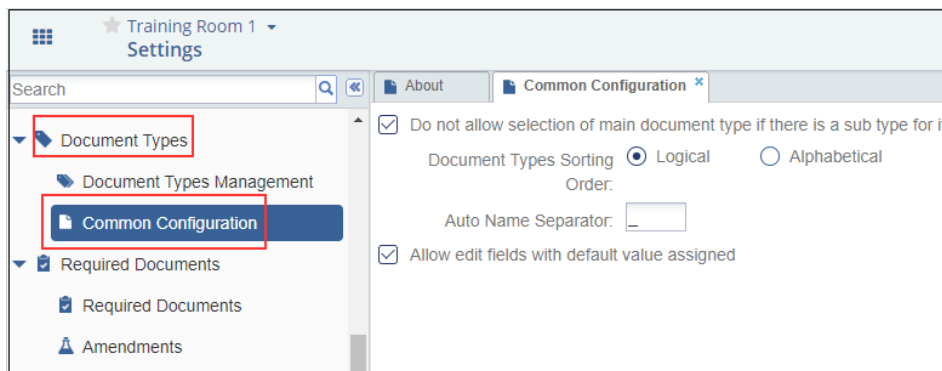 Training Room 1
Settings
Search
Document Types
Document Types Management
Common Configuration
Required Documents
Required Documents
Amendments
About
Common Configuration
Do not allow selection of main document type if there is a sub type for
Document Types Sorting Order:
Logical
Alphabetical
Auto Name Separator:
_
Allow edit fields with default value assigned